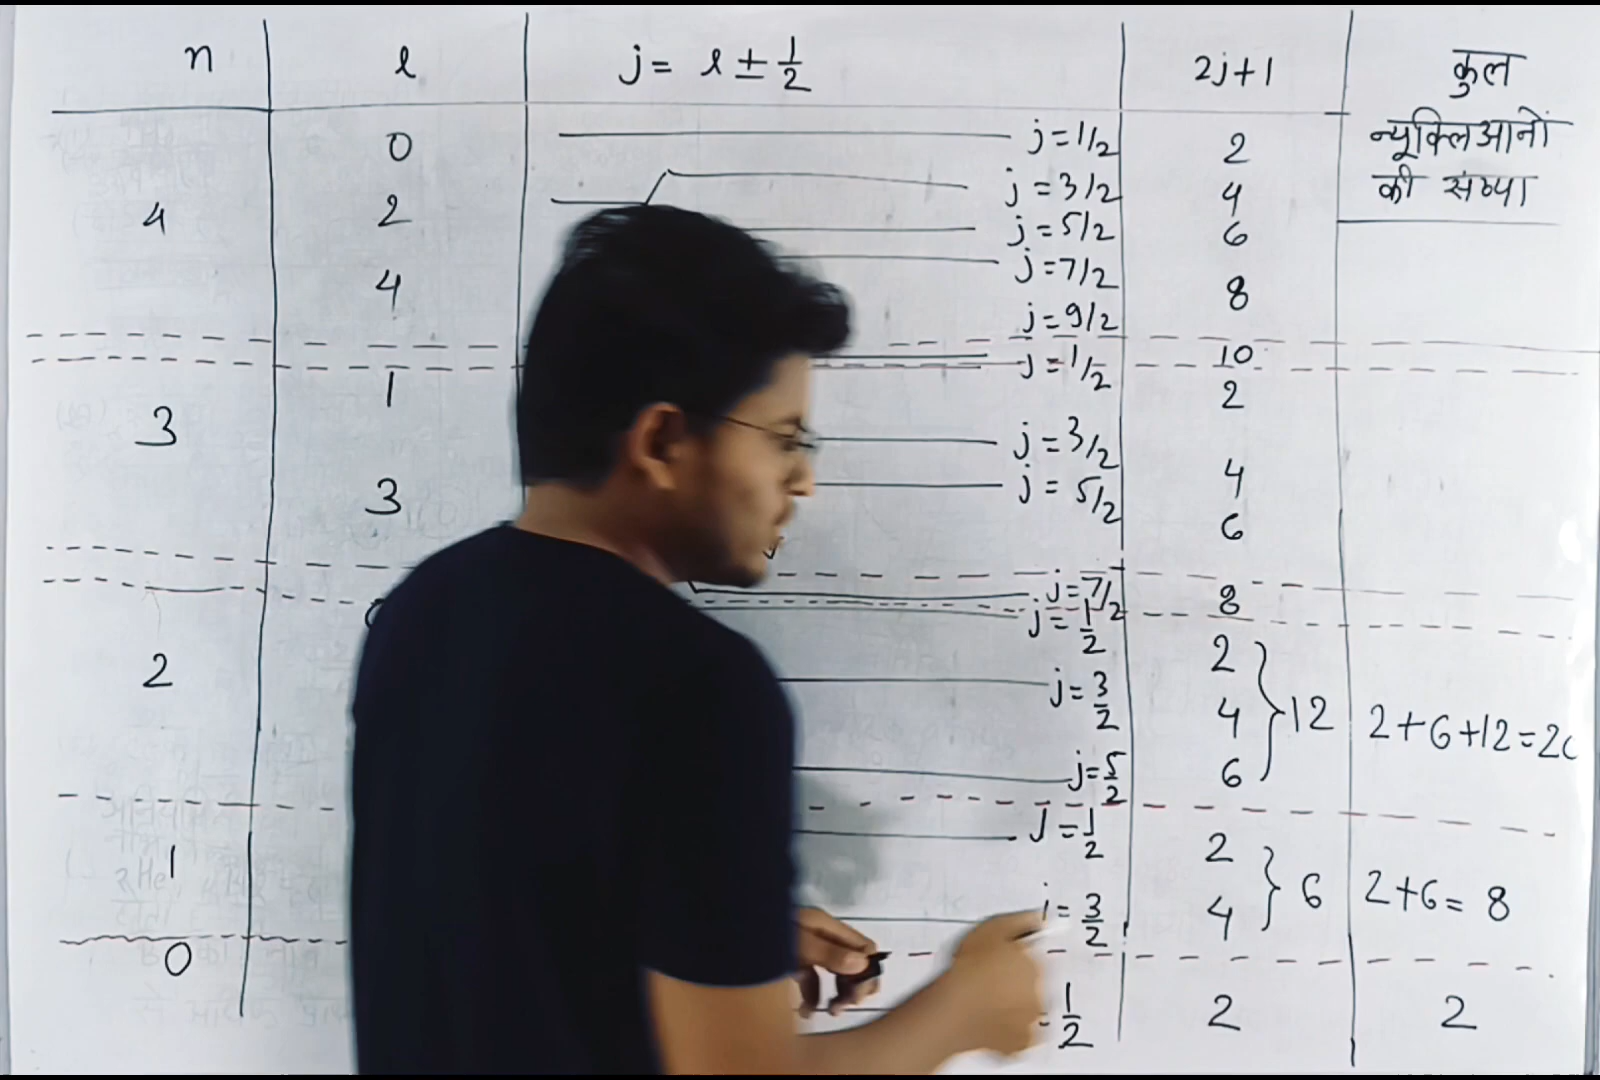 n l j = l ± 1/2 2j+1 कुल
न्यूक्लिआनों
की संख्या
0 j = 1/2 2
j = 3/2 4
4 2 j = 5/2 6
j = 7/2
4 8
j = 9/2
10
j = 1/2
1 2
3 j = 3/2
4
3 j = 5/2
6
j = 7/2 8
j = 1/2
2
2 j = 3/2 4 } 12 2+6+12=20
j = 5/2 6
j = 1/2 2
1 } 6 2+6= 8
j = 3/2 4
0
= 1/2 2 2